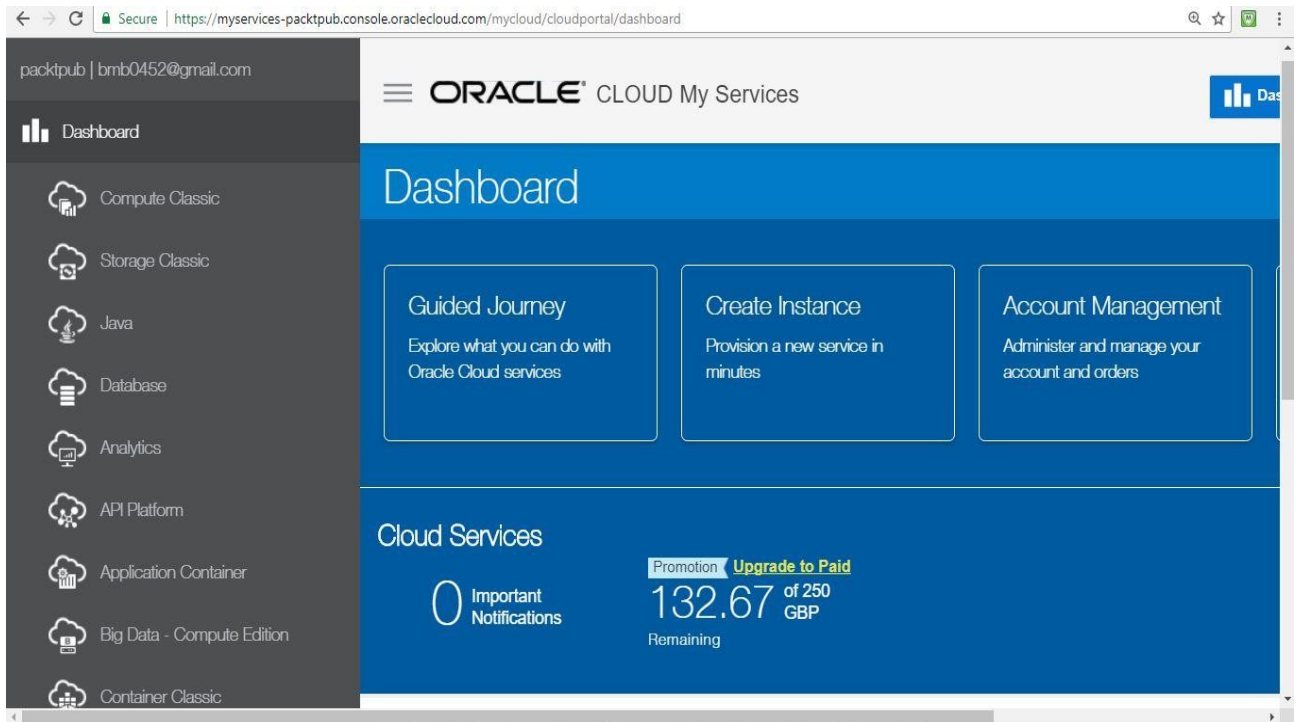 Secure | https://myservices-packtpub.console.oraclecloud.com/mycloud/cloudportal/dashboard
packtpub | bmb0452@gmail.com
Dashboard
Compute Classic
Storage Classic
Java
Database
Analytics
API Platform
Application Container
Big Data - Compute Edition
Container Classic
ORACLE CLOUD My Services
Das
Dashboard
Guided Journey
Explore what you can do with
Oracle Cloud services
Create Instance
Provision a new service in
minutes
Account Management
Administer and manage your
account and orders
Cloud Services
0 Important
Notifications
Promotion Upgrade to Paid
132.67 of 250
GBP
Remaining